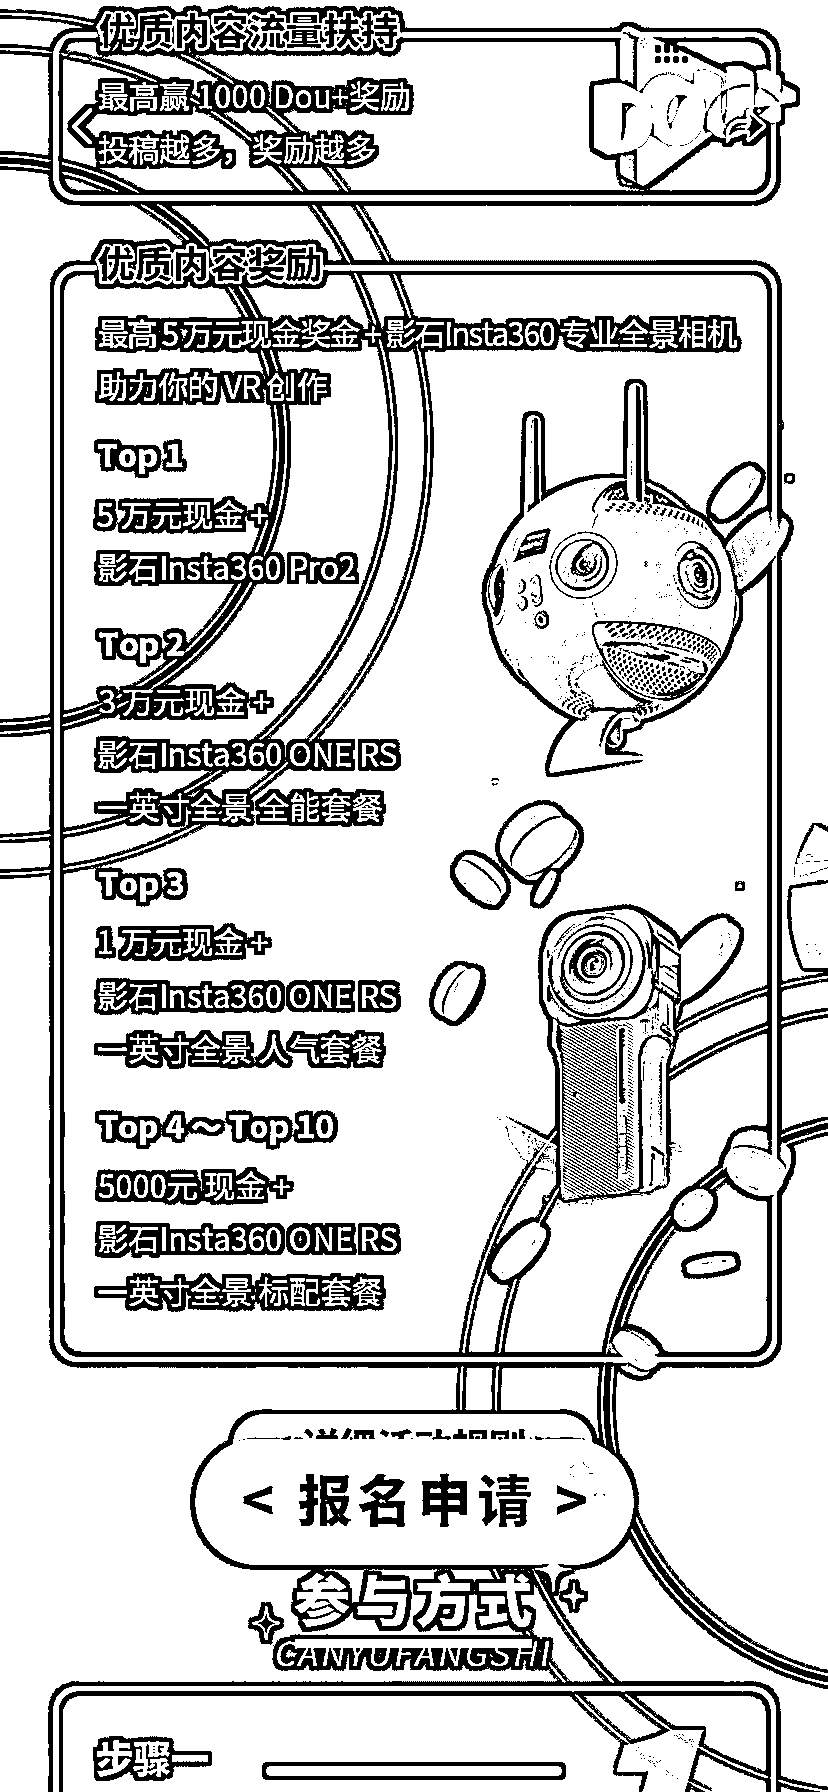 优质内容流量扶持
最高赢 1000 Dou+奖励
投稿越多，奖励越多
优质内容奖励
最高 5 万元现金奖金 + 影石Insta360 专业全景相机
助力你的 VR 创作
Top 1
5 万元现金 +
影石Insta360 Pro2
Top 2
3 万元现金 +
影石Insta360 ONE RS
一英寸全景 全能套餐
Top 3
1 万元现金 +
影石Insta360 ONE RS
一英寸全景 人气套餐
Top 4 ～ Top 10
5000元 现金 +
影石Insta360 ONE RS
一英寸全景 标配套餐
详细活动规则
< 报名申请 >
参与方式
CANYUFANGSHI
步骤一